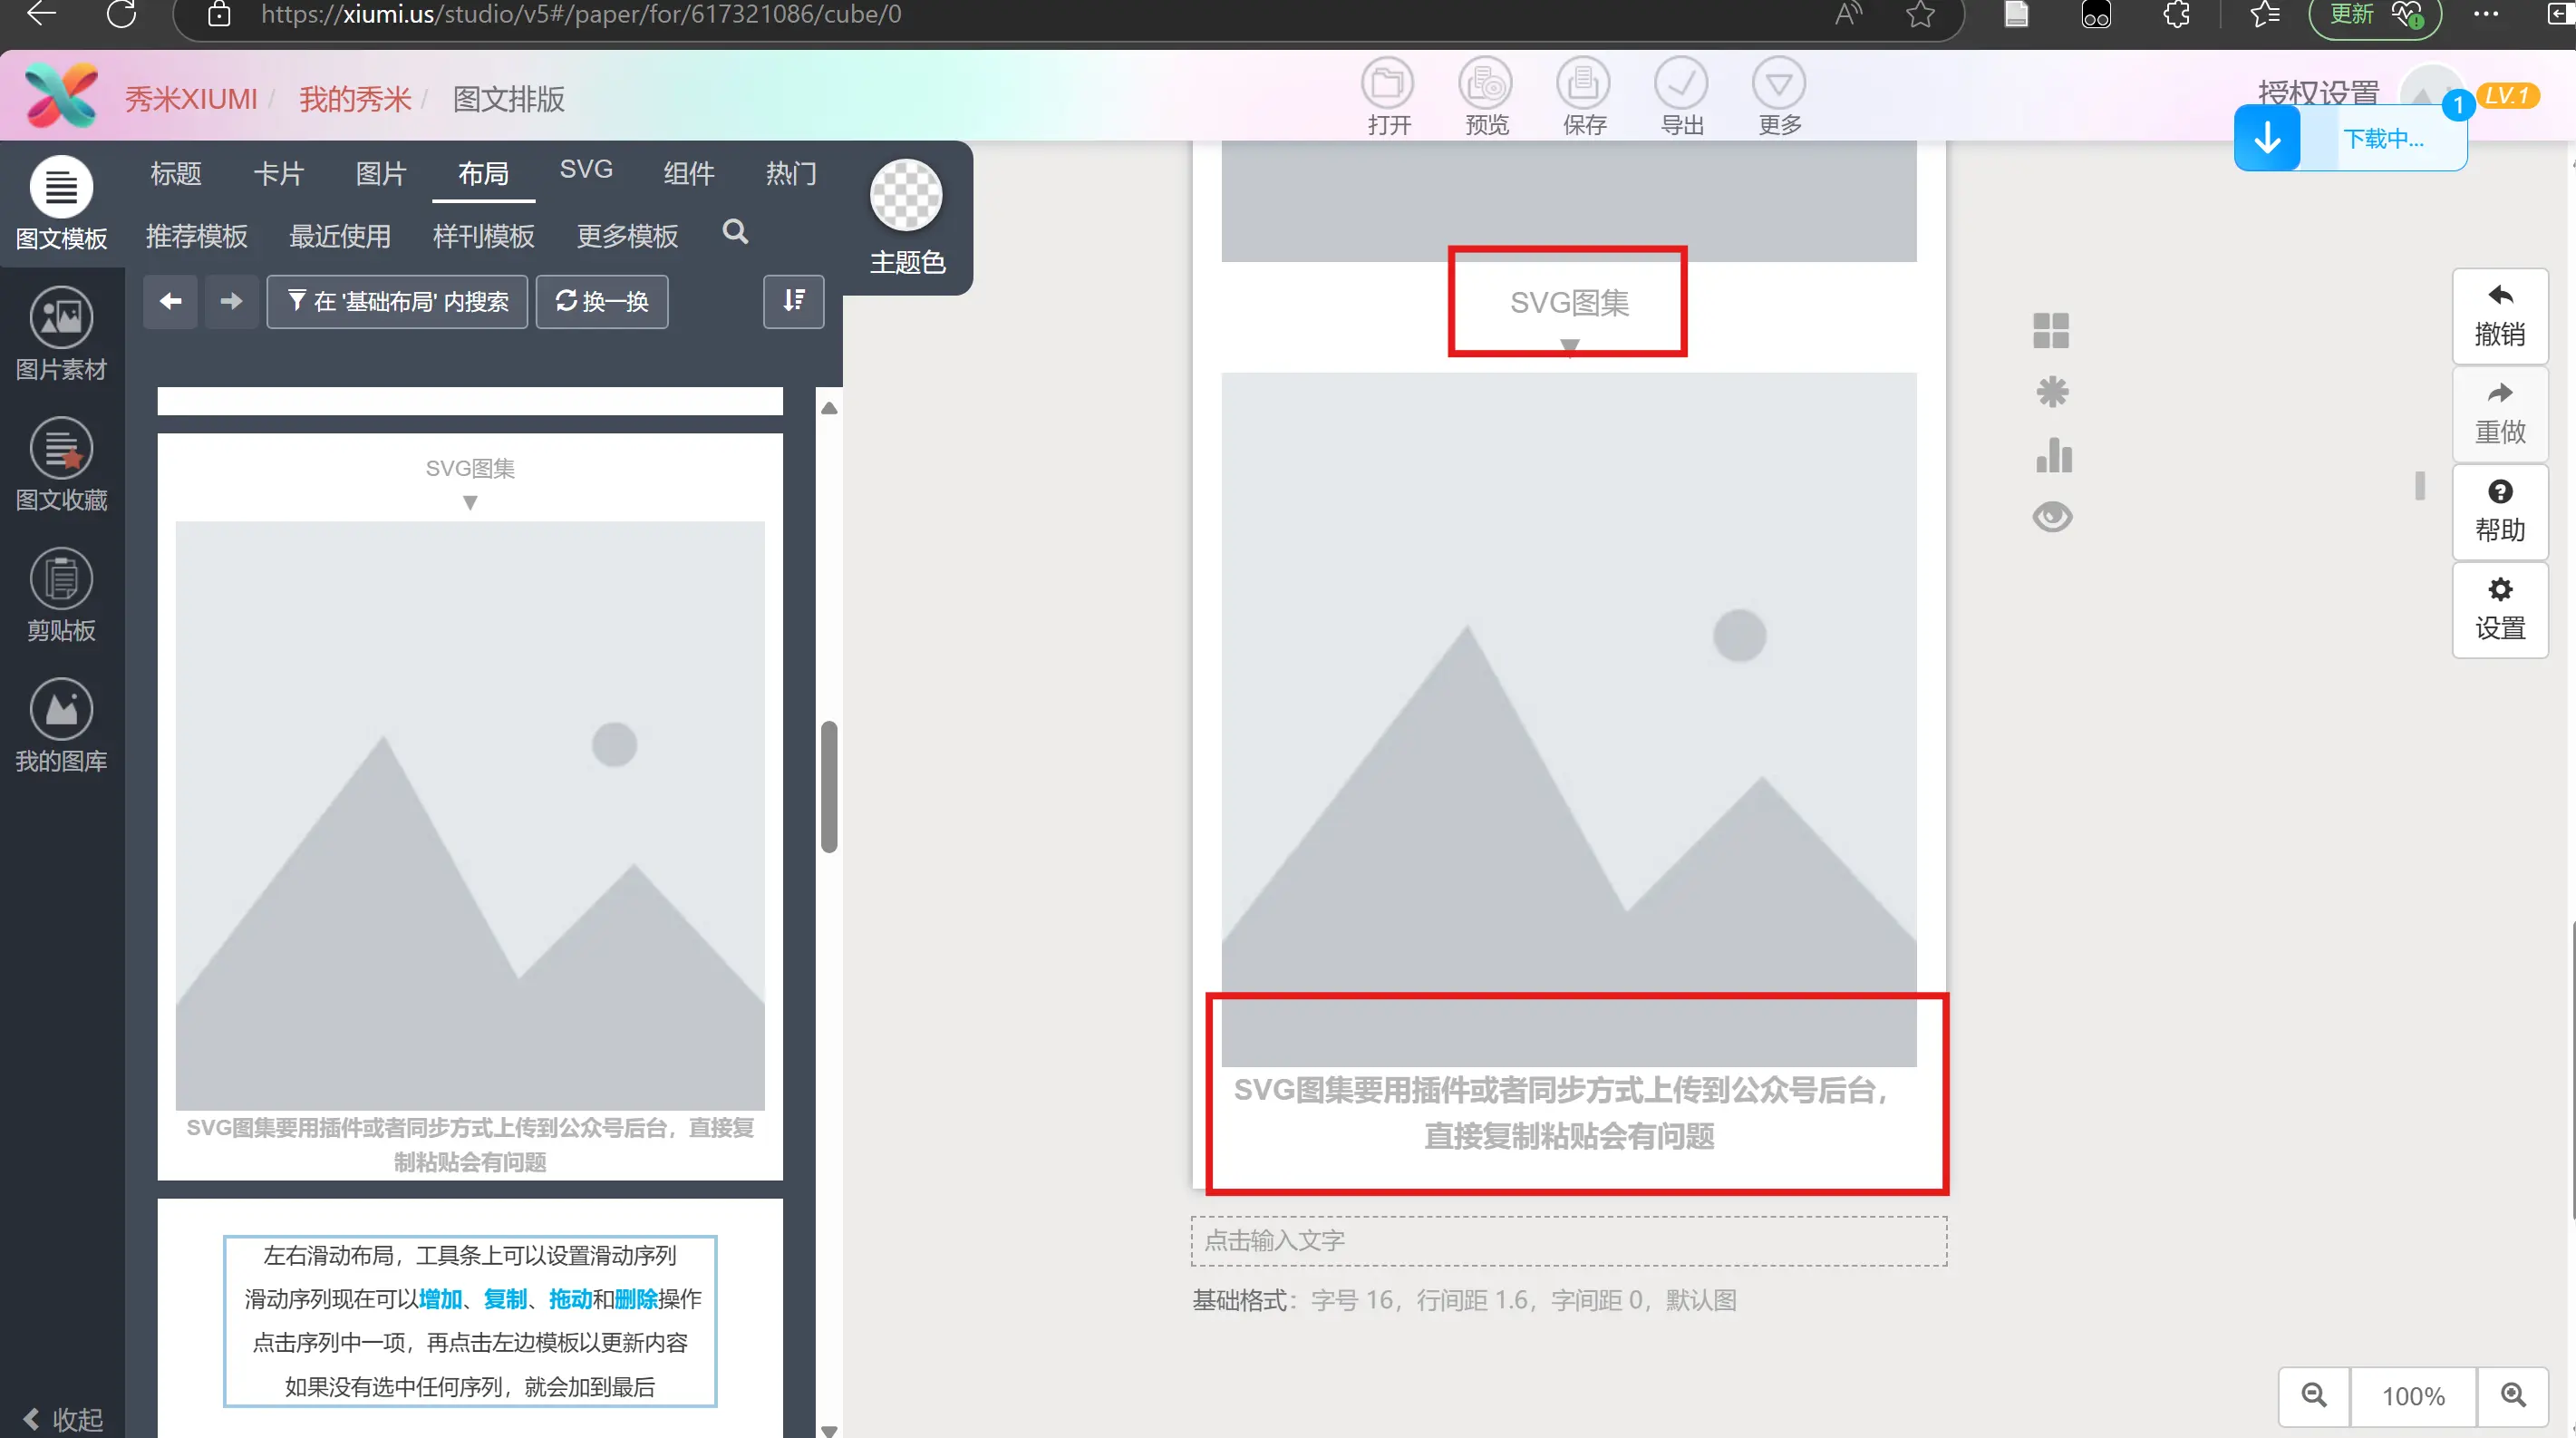 https://xiumi.us/studio/v5#/paper/for/617321086/cube/0
更新
秀米XIUMI / 我的秀米 / 图文排版
打开
预览
保存
导出
更多
授权设置
LV.1
1
下载中...
图文模板
图片素材
图文收藏
剪贴板
我的图库
收起
标题
卡片
图片
布局
SVG
组件
热门
推荐模板
最近使用
样刊模板
更多模板
在 '基础布局' 内搜索
换一换
主题色
SVG图集
▼
SVG图集要用插件或者同步方式上传到公众号后台，直接复
制粘贴会有问题
左右滑动布局，工具条上可以设置滑动序列
滑动序列现在可以增加、复制、拖动和删除操作
点击序列中一项，再点击左边模板以更新内容
如果没有选中任何序列，就会加到最后
SVG图集
▼
SVG图集要用插件或者同步方式上传到公众号后台，
直接复制粘贴会有问题
点击输入文字
基础格式：字号 16，行间距 1.6，字间距 0，默认图
撤销
重做
帮助
设置
100%